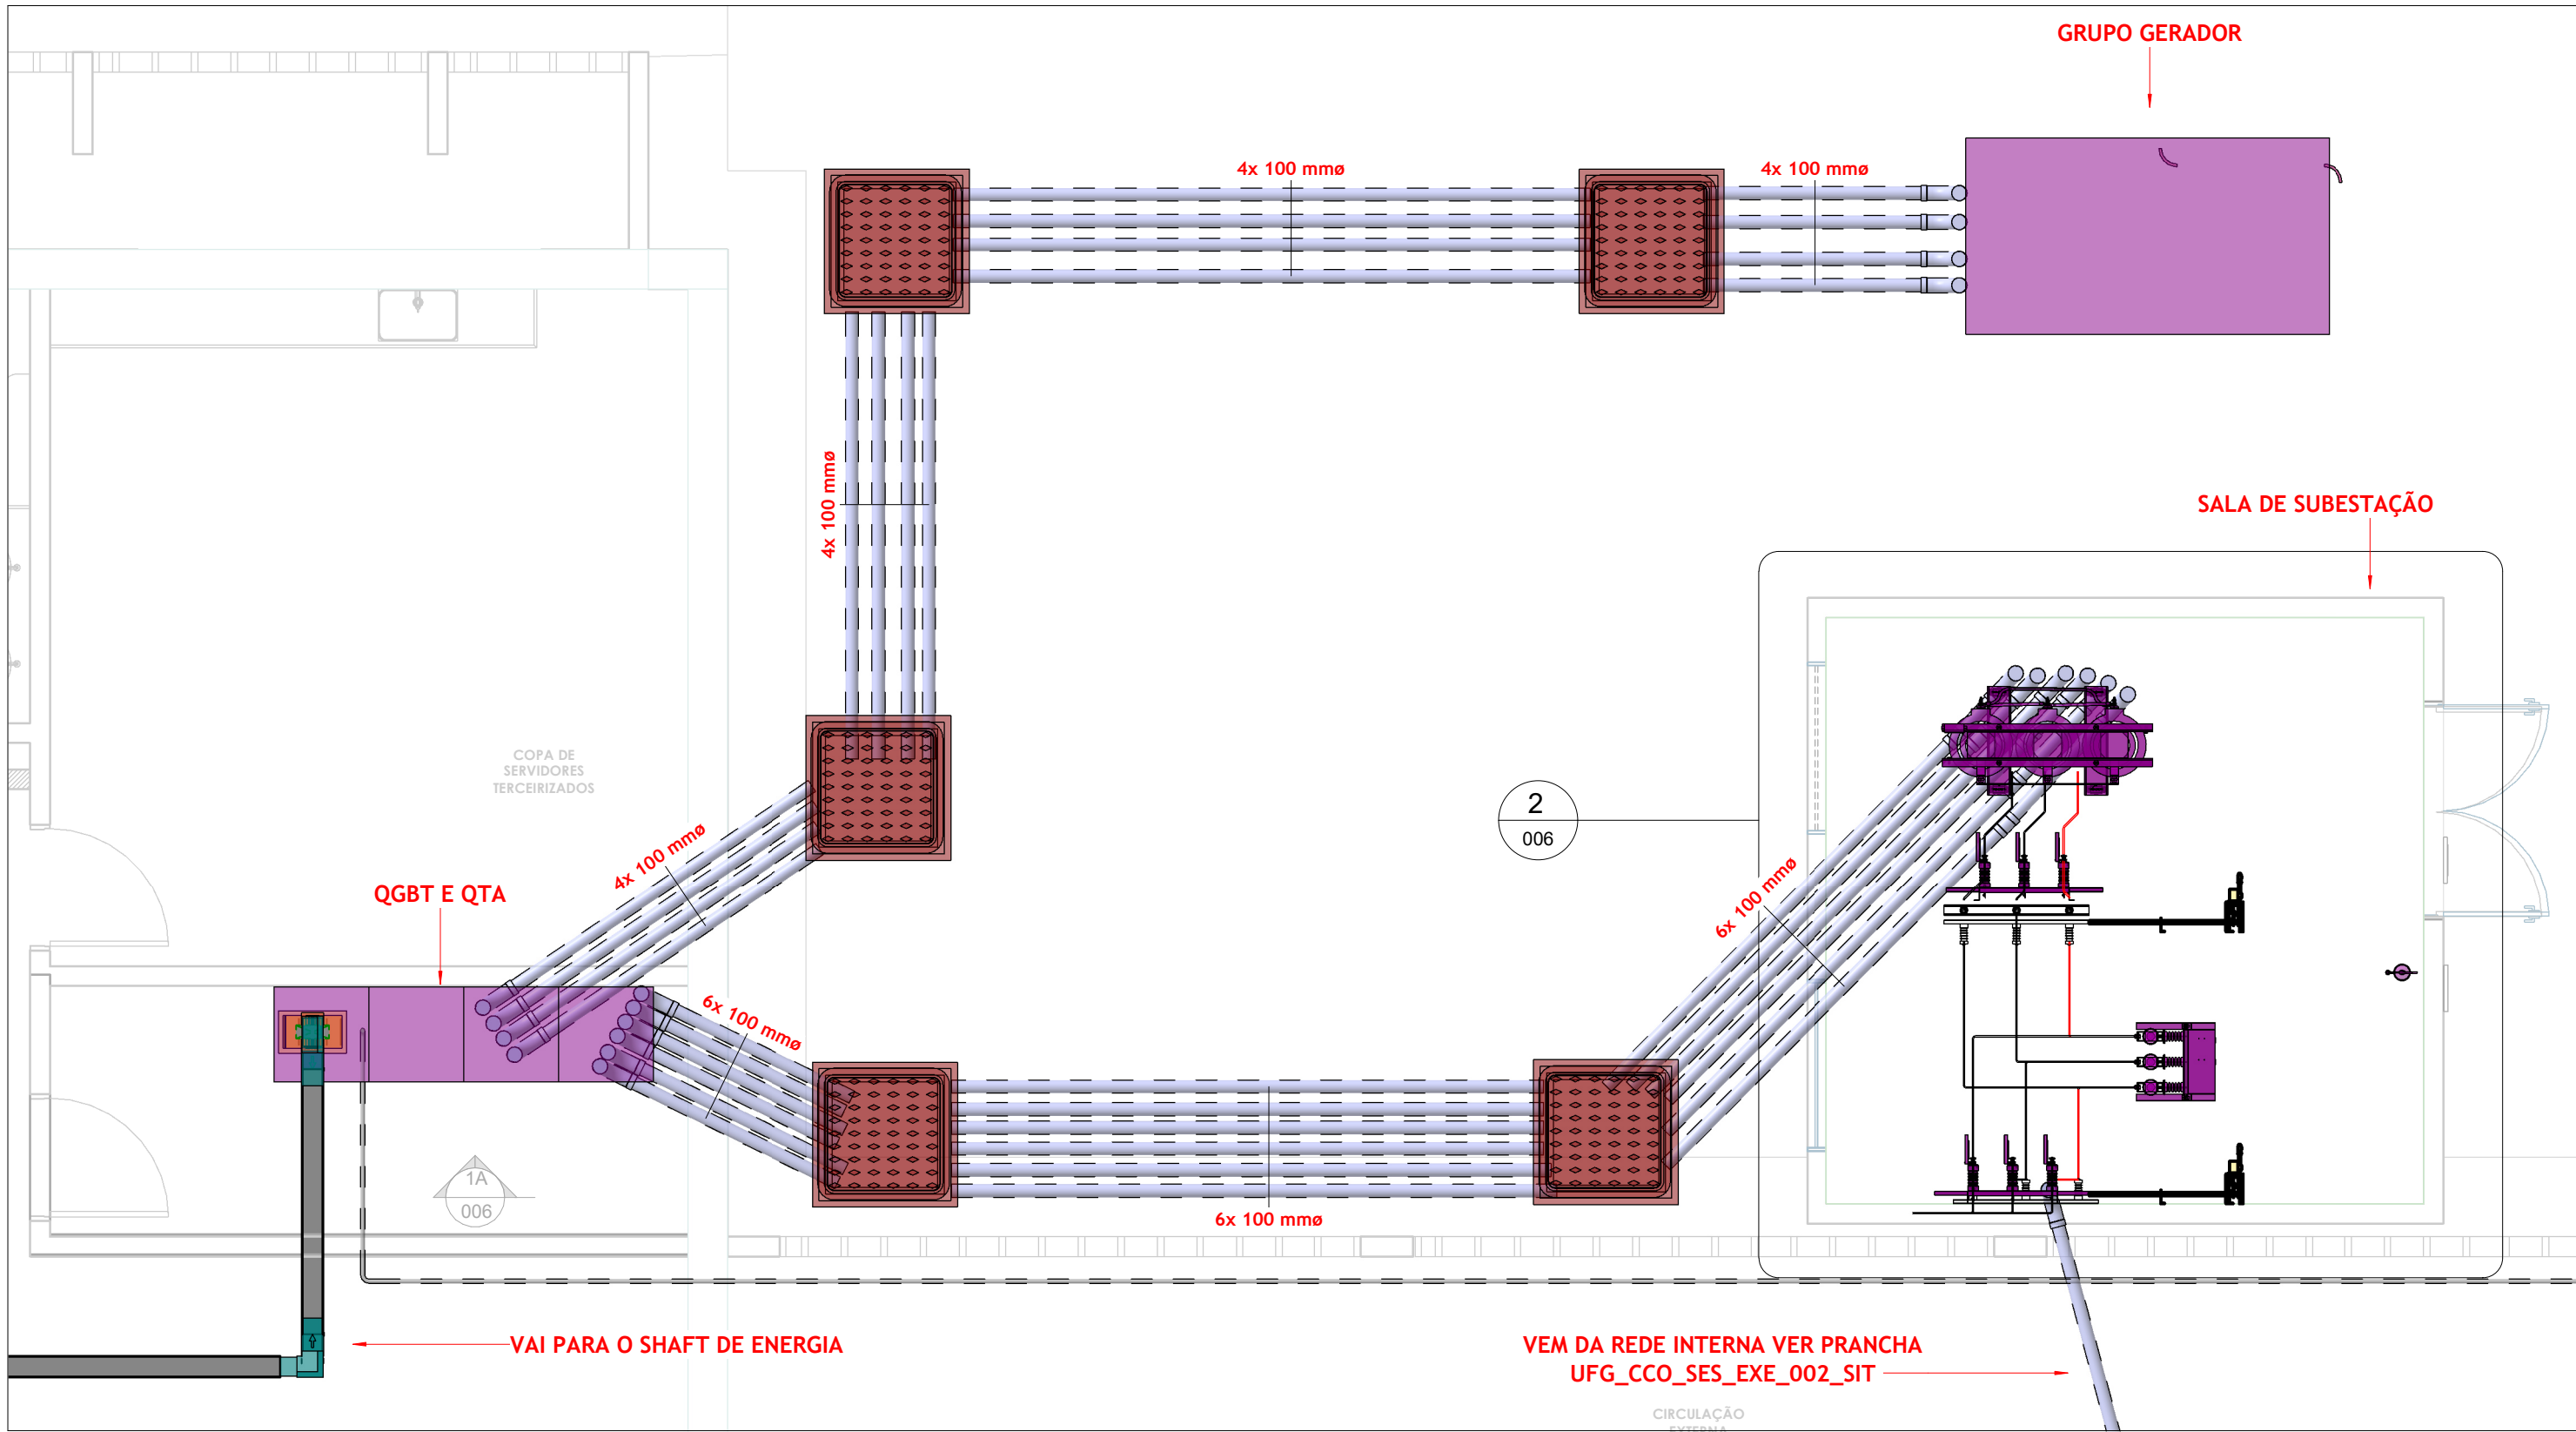 GRUPO GERADOR
4x 100 mmø
4x 100 mmø
4x 100 mmø
SALA DE SUBESTAÇÃO
COPA DE
SERVIDORES
TERCEIRIZADOS
2
006
4x 100 mmø
QGBT E QTA
6x 100 mmø
6x 100 mmø
1A
006
6x 100 mmø
VAI PARA O SHAFT DE ENERGIA
VEM DA REDE INTERNA VER PRANCHA
UFG_CCO_SES_EXE_002_SIT
CIRCULAÇÃO
EXTERNA